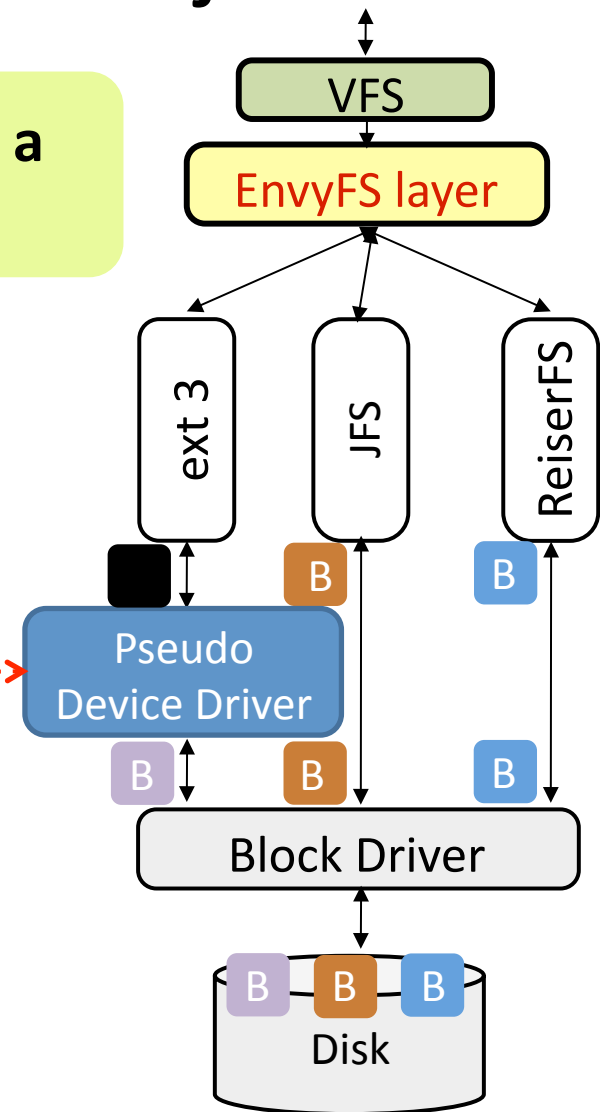 y
a
VFS
EnvyFS layer
ext 3
JFS
ReiserFS
B
B
Pseudo
Device Driver
B
B
B
Block Driver
B
B
B
Disk